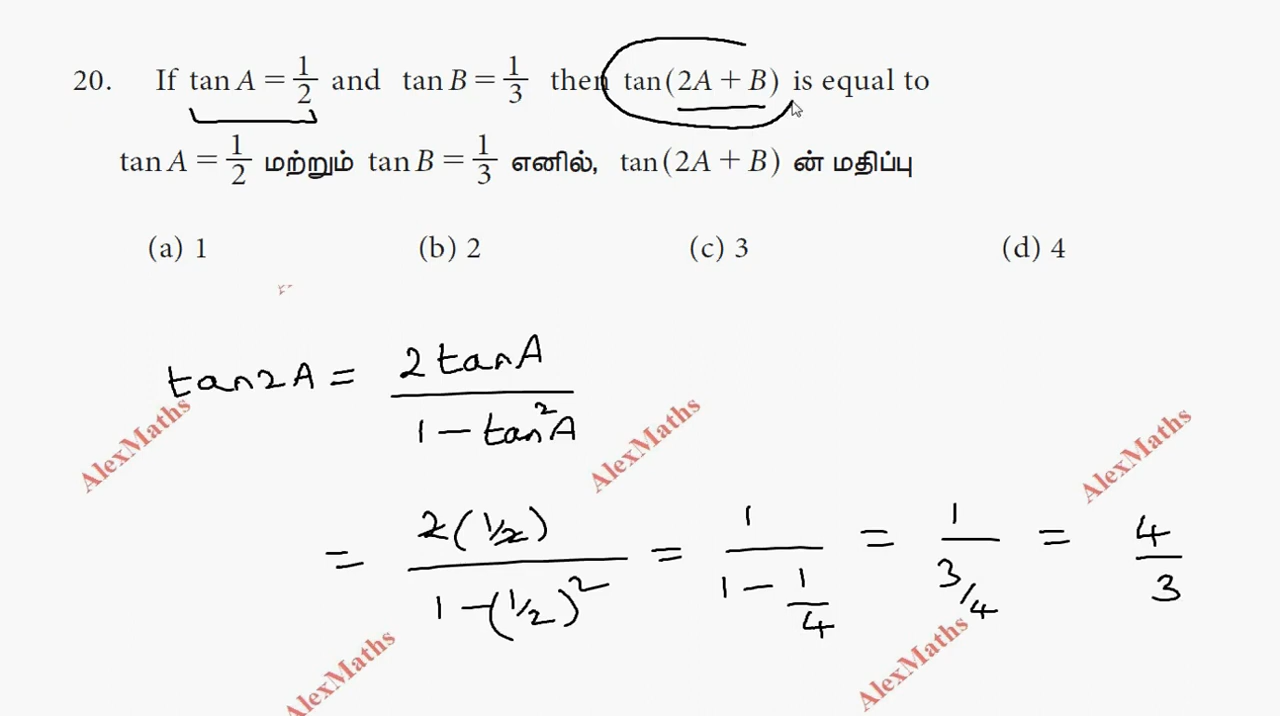 20. If tan A = 1/2 and tan B = 1/3 then tan(2A + B) is equal to
tan A = 1/2 மற்றும் tan B = 1/3 எனில், tan(2A + B) ன் மதிப்பு
(a) 1 (b) 2 (c) 3 (d) 4
tan2A = 2 tanA / 1 - tan²A
AlexMaths AlexMaths AlexMaths
= 2(1/2) / 1 - (1/2)² = 1 / 1 - 1/4 = 1 / 3/4 = 4/3
AlexMaths AlexMaths